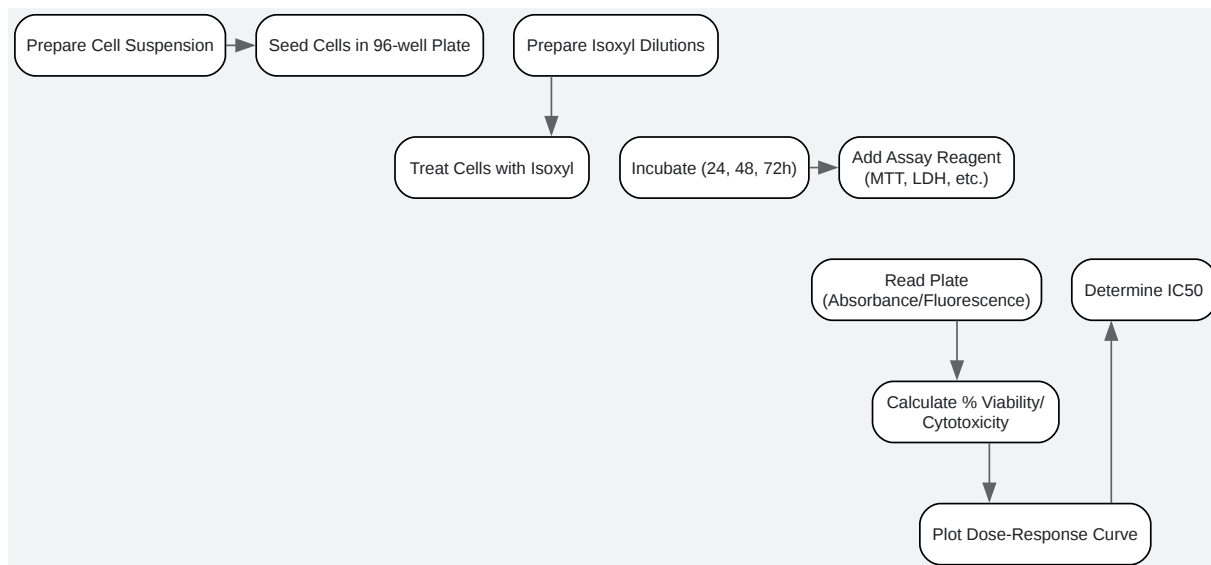 Prepare Cell Suspension
Seed Cells in 96-well Plate
Prepare Isoxyl Dilutions
Treat Cells with Isoxyl
Incubate (24, 48, 72h)
Add Assay Reagent
(MTT, LDH, etc.)
Read Plate
(Absorbance/Fluorescence)
Determine IC50
Calculate % Viability/
Cytotoxicity
Plot Dose-Response Curve